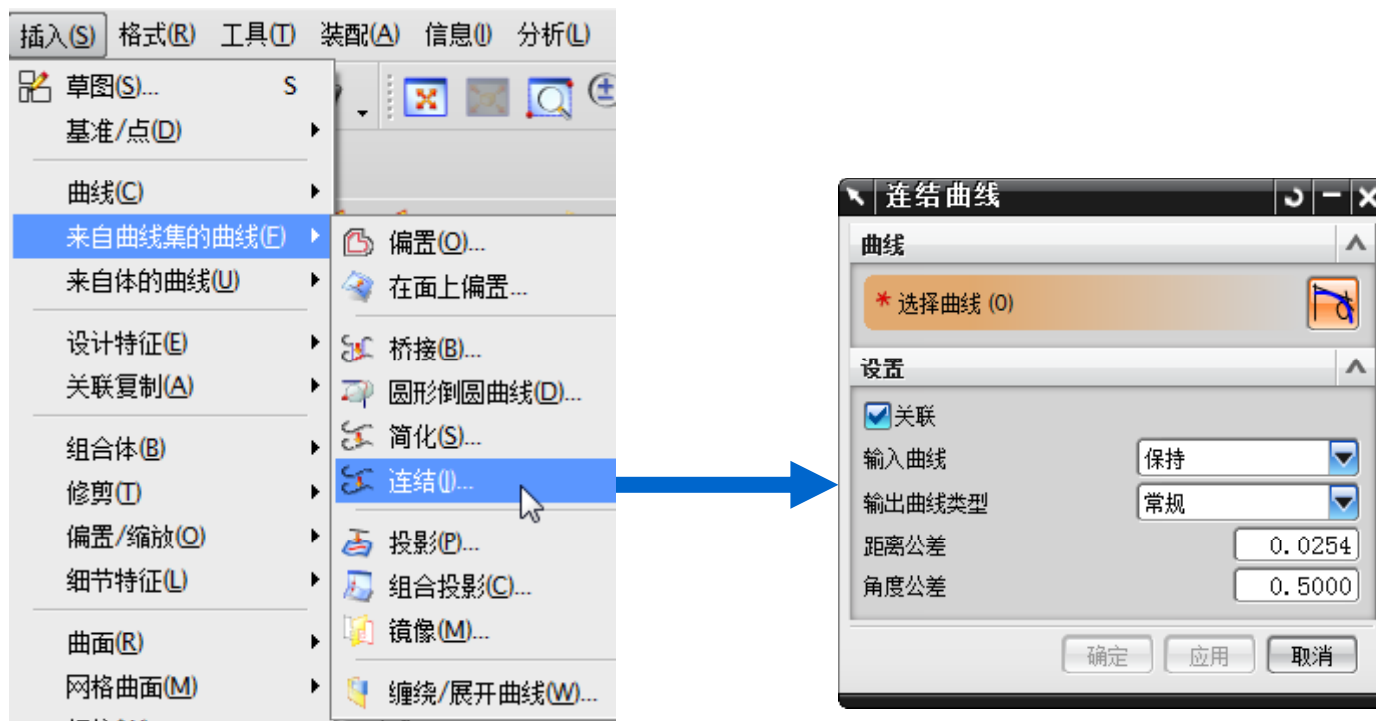 插入(S) 格式(R) 工具(T) 装配(A) 信息(I) 分析(L)
草图(S)... S
基准/点(D)
曲线(C)
来自曲线集的曲线(F)
来自体的曲线(U)
设计特征(E)
关联复制(A)
组合体(B)
修剪(T)
偏置/缩放(O)
细节特征(L)
曲面(R)
网格曲面(M)
偏置(O)...
在面上偏置...
桥接(B)...
圆形倒圆曲线(D)...
简化(S)...
连结(I)...
投影(P)...
组合投影(C)...
镜像(M)...
缠绕/展开曲线(W)...
连结曲线
曲线
* 选择曲线 (0)
设置
关联
输入曲线 保持
输出曲线类型 常规
距离公差 0.0254
角度公差 0.5000
确定 应用 取消